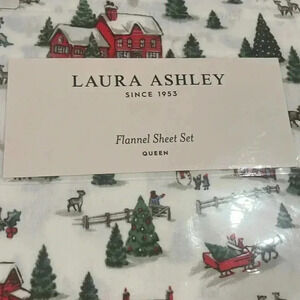 LAURA ASHLEY
SINCE 1953
Flannel Sheet Set
QUEEN